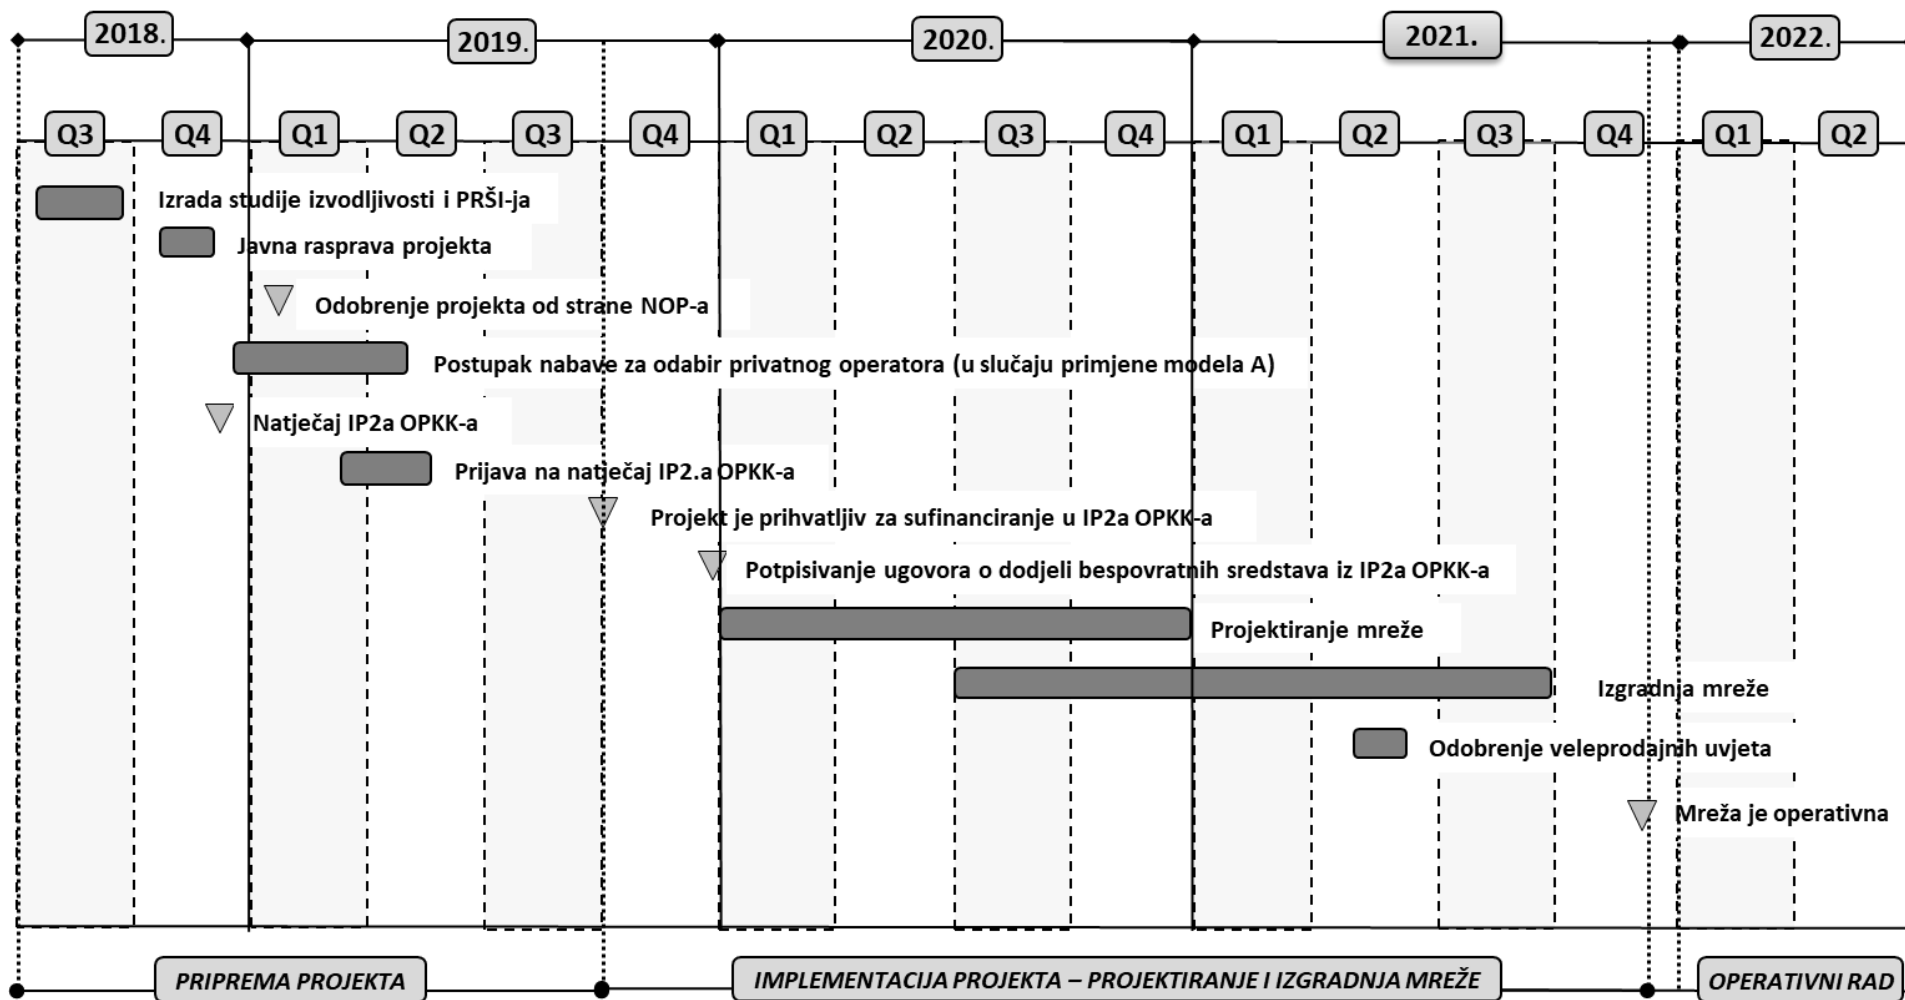 2018.
2019.
2020.
2021.
2022.
Q3
Q4
Q1
Q2
Q3
Q4
Q1
Q2
Q3
Q4
Q1
Q2
Q3
Q4
Q1
Q2
Izrada studije izvodljivosti i PRŠI-ja
Javna rasprava projekta
Odobrenje projekta od strane NOP-a
Postupak nabave za odabir privatnog operatora (u slučaju primjene modela A)
Natječaj IP2a OPKK-a
Prijava na natječaj IP2.a OPKK-a
Projekt je prihvatljiv za sufinanciranje u IP2a OPKK-a
Potpisivanje ugovora o dodjeli bespovratnih sredstava iz IP2a OPKK-a
Projektiranje mreže
Izgradnja mreže
Odobrenje veleprodajnih uvjeta
Mreža je operativna
PRIPREMA PROJEKTA
IMPLEMENTACIJA PROJEKTA – PROJEKTIRANJE I IZGRADNJA MREŽE
OPERATIVNI RAD